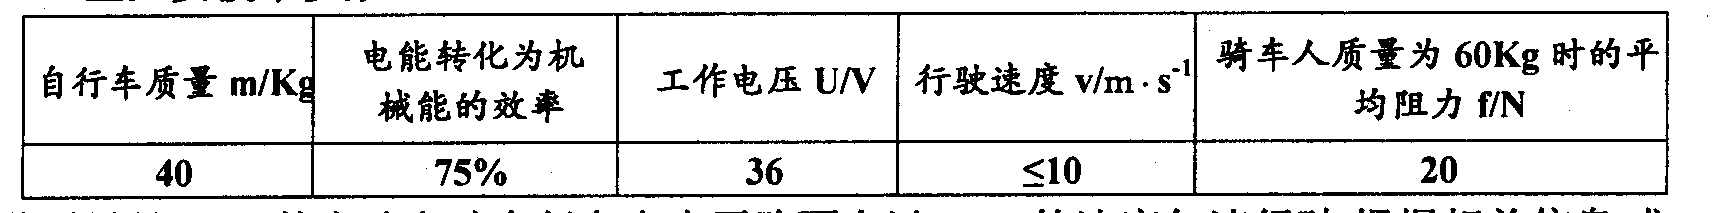 自行车质量 m/Kg
电能转化为机
械能的效率
工作电压 U/V
行驶速度 v/m·s⁻¹
骑车人质量为 60Kg 时的平
均阻力 f/N
40
75%
36
≤10
20